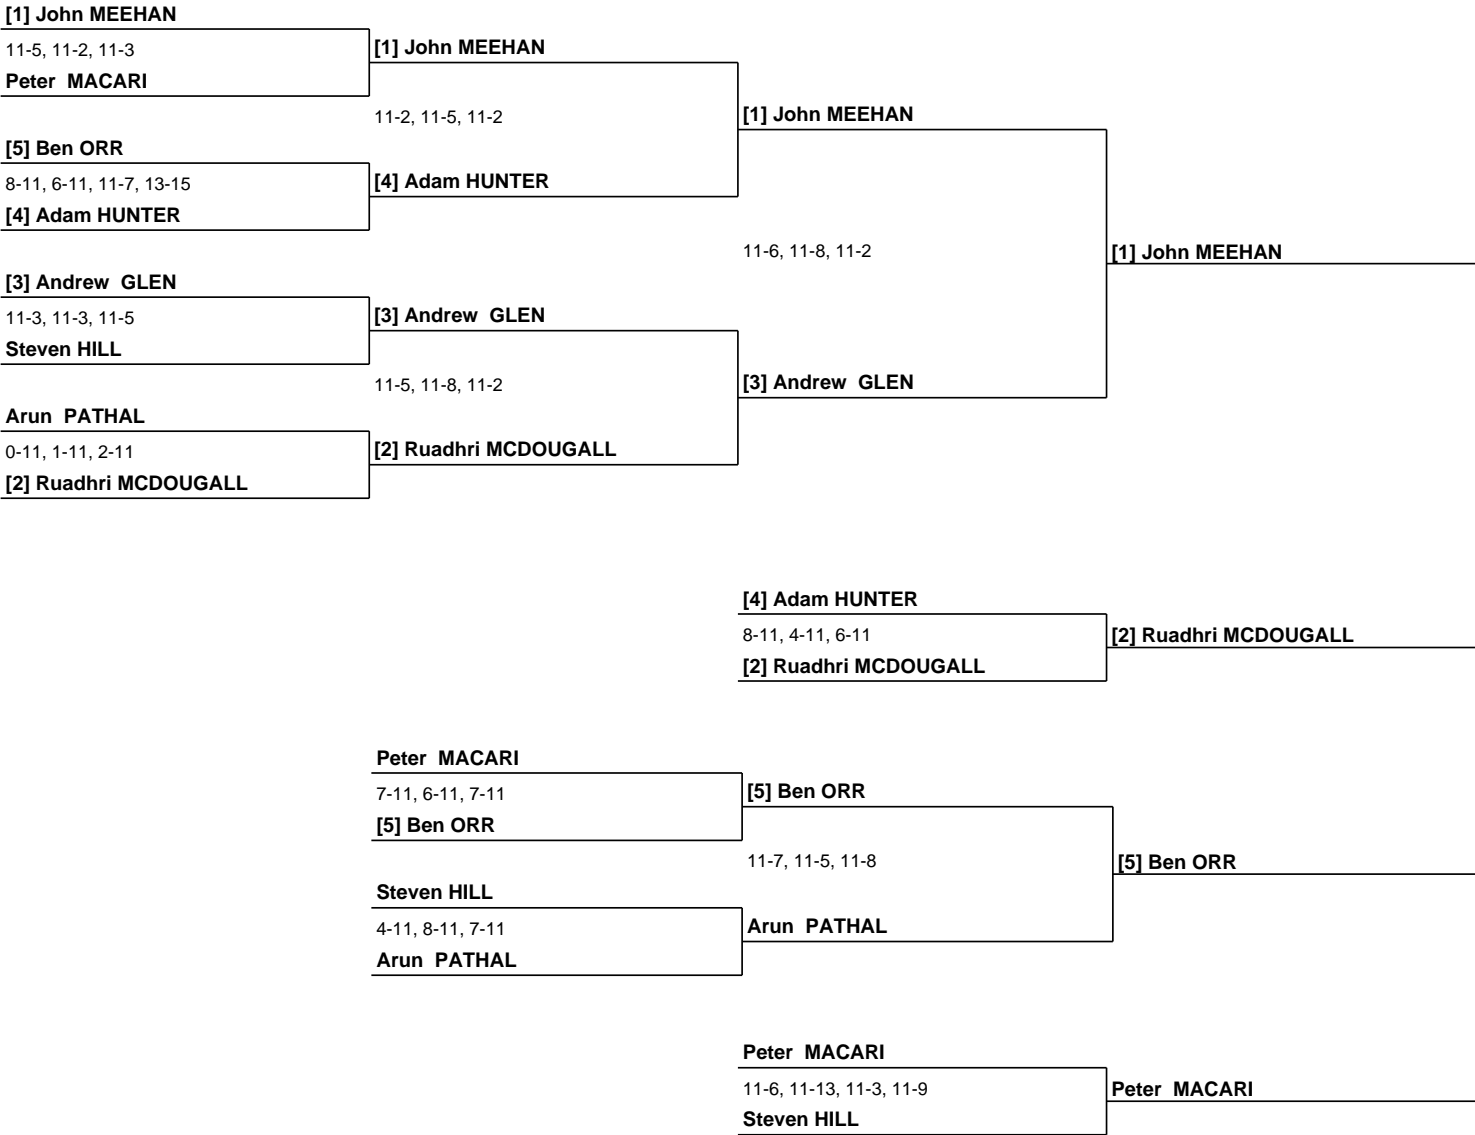 [1] John MEEHAN
11-5, 11-2, 11-3
[1] John MEEHAN
Peter  MACARI
11-2, 11-5, 11-2
[1] John MEEHAN
[5] Ben ORR
8-11, 6-11, 11-7, 13-15
[4] Adam HUNTER
[4] Adam HUNTER
11-6, 11-8, 11-2
[1] John MEEHAN
[3] Andrew  GLEN
11-3, 11-3, 11-5
[3] Andrew  GLEN
Steven HILL
11-5, 11-8, 11-2
[3] Andrew  GLEN
Arun  PATHAL
0-11, 1-11, 2-11
[2] Ruadhri MCDOUGALL
[2] Ruadhri MCDOUGALL
[4] Adam HUNTER
8-11, 4-11, 6-11
[2] Ruadhri MCDOUGALL
[2] Ruadhri MCDOUGALL
Peter  MACARI
7-11, 6-11, 7-11
[5] Ben ORR
[5] Ben ORR
11-7, 11-5, 11-8
[5] Ben ORR
Steven HILL
4-11, 8-11, 7-11
Arun  PATHAL
Arun  PATHAL
Peter  MACARI
11-6, 11-13, 11-3, 11-9
Peter  MACARI
Steven HILL